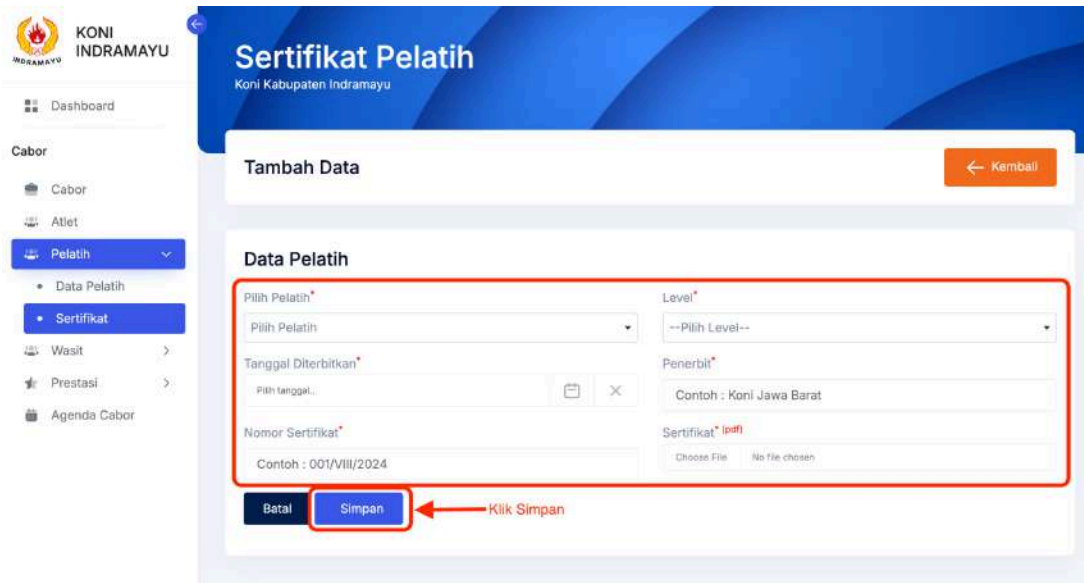 KONI
INDRAMAYU
INDRAMAYU
Dashboard
Cabor
Cabor
Atlet
Pelatih
Data Pelatih
Sertifikat
Wasit
Prestasi
Agenda Cabor
Sertifikat Pelatih
Koni Kabupaten Indramayu
Tambah Data
Kembali
Data Pelatih
Pilih Pelatih*
Pilih Pelatih
Level*
--Pilih Level--
Tanggal Diterbitkan*
Pilih tanggal..
Penerbit*
Contoh : Koni Jawa Barat
Nomor Sertifikat*
Contoh : 001/VIII/2024
Sertifikat* (pdf)
Choose File No file chosen
Batal
Simpan
Klik Simpan